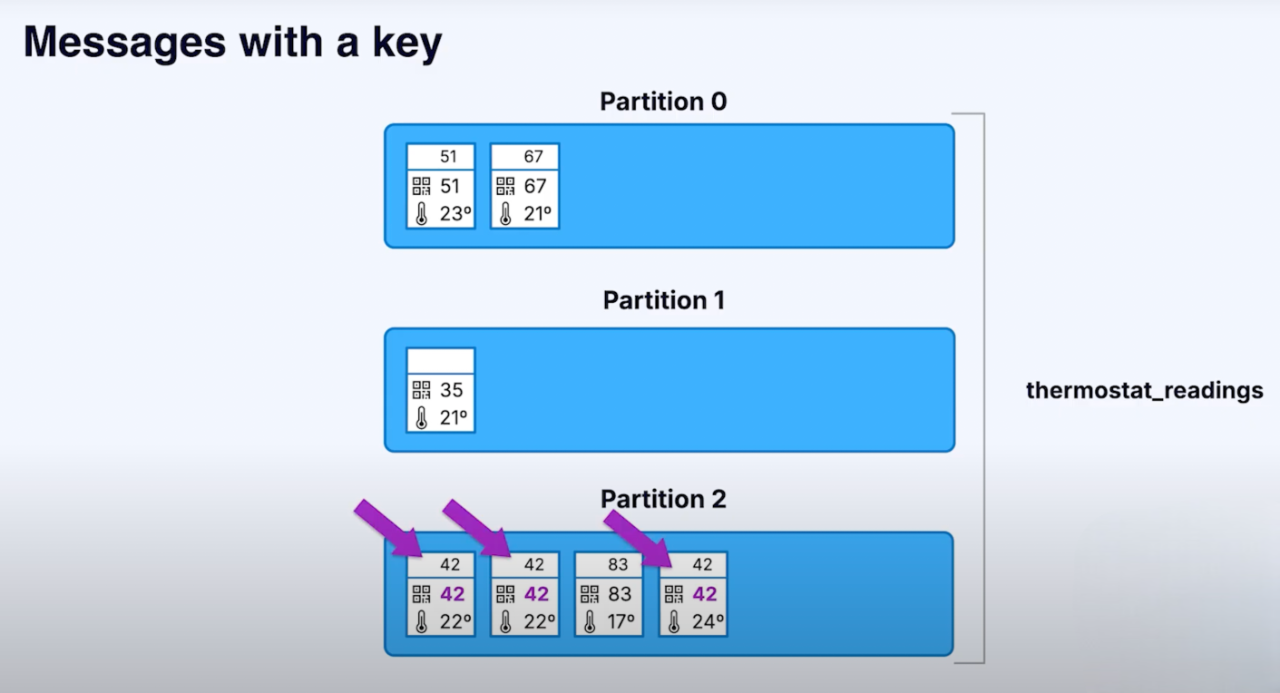 Messages with a key
Partition 0
51 67
51 67
23º 21º
Partition 1
35
21º
thermostat_readings
Partition 2
42 42 83 42
42 42 83 42
22º 22º 17º 24º